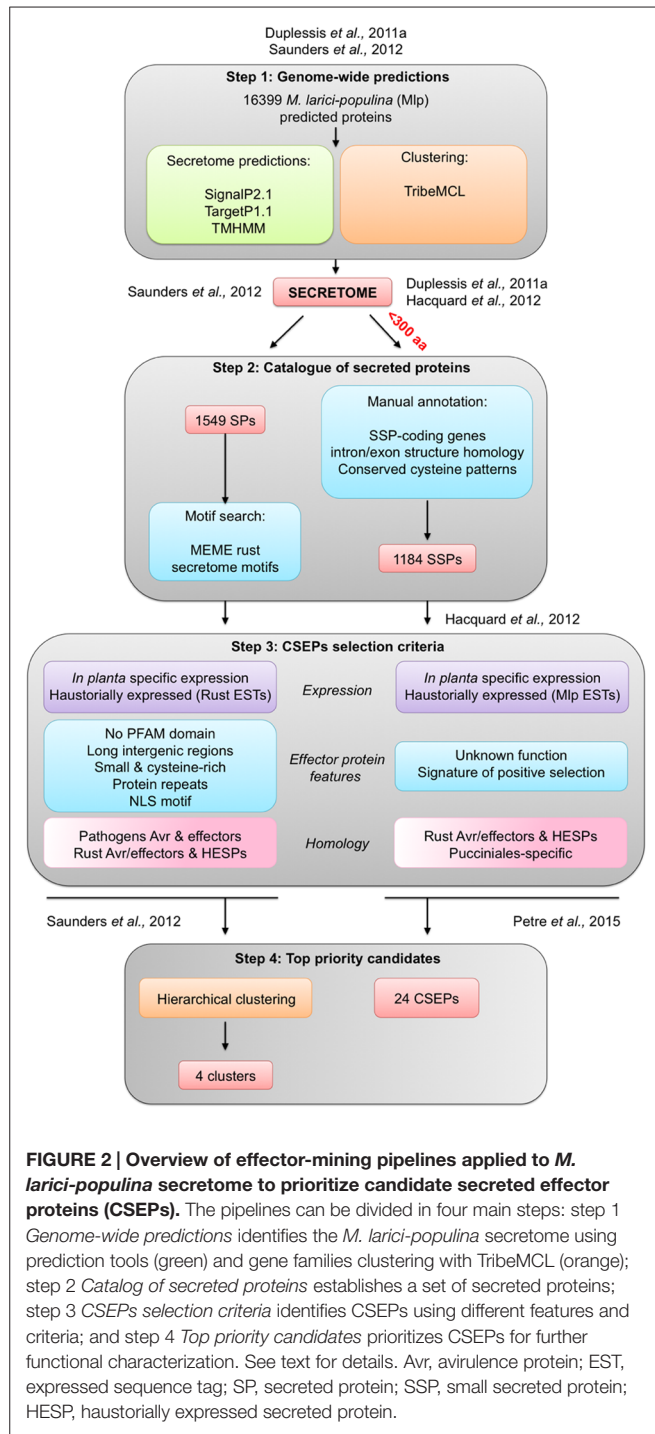 Duplessis et al., 2011a
Saunders et al., 2012
Step 1: Genome-wide predictions
16399 M. larici-populina (Mlp)
predicted proteins
Secretome predictions:
SignalP2.1
TargetP1.1
TMHMM
Clustering:
TribeMCL
Saunders et al., 2012
SECRETOME
Duplessis et al., 2011a
Hacquard et al., 2012
<300 aa
Step 2: Catalogue of secreted proteins
1549 SPs
Motif search:
MEME rust
secretome motifs
Manual annotation:
SSP-coding genes
intron/exon structure homology
Conserved cysteine patterns
1184 SSPs
Hacquard et al., 2012
Step 3: CSEPs selection criteria
In planta specific expression
Haustorially expressed (Rust ESTs)
Expression
In planta specific expression
Haustorially expressed (Mlp ESTs)
No PFAM domain
Long intergenic regions
Small & cysteine-rich
Protein repeats
NLS motif
Effector protein
features
Unknown function
Signature of positive selection
Pathogens Avr & effectors
Rust Avr/effectors & HESPs
Homology
Rust Avr/effectors & HESPs
Pucciniales-specific
Saunders et al., 2012
Petre et al., 2015
Step 4: Top priority candidates
Hierarchical clustering
4 clusters
24 CSEPs
FIGURE 2 | Overview of effector-mining pipelines applied to M.
larici-populina secretome to prioritize candidate secreted effector
proteins (CSEPs). The pipelines can be divided in four main steps: step 1
Genome-wide predictions identifies the M. larici-populina secretome using
prediction tools (green) and gene families clustering with TribeMCL (orange);
step 2 Catalog of secreted proteins establishes a set of secreted proteins;
step 3 CSEPs selection criteria identifies CSEPs using different features and
criteria; and step 4 Top priority candidates prioritizes CSEPs for further
functional characterization. See text for details. Avr, avirulence protein; EST,
expressed sequence tag; SP, secreted protein; SSP, small secreted protein;
HESP, haustorially expressed secreted protein.